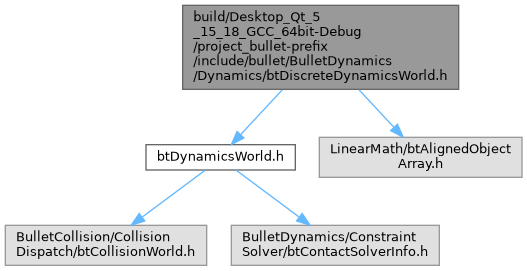 build/Desktop_Qt_5
_15_18_GCC_64bit-Debug
/project_bullet-prefix
/include/bullet/BulletDynamics
/Dynamics/btDiscreteDynamicsWorld.h
btDynamicsWorld.h
LinearMath/btAlignedObject
Array.h
BulletCollision/Collision
Dispatch/btCollisionWorld.h
BulletDynamics/Constraint
Solver/btContactSolverInfo.h